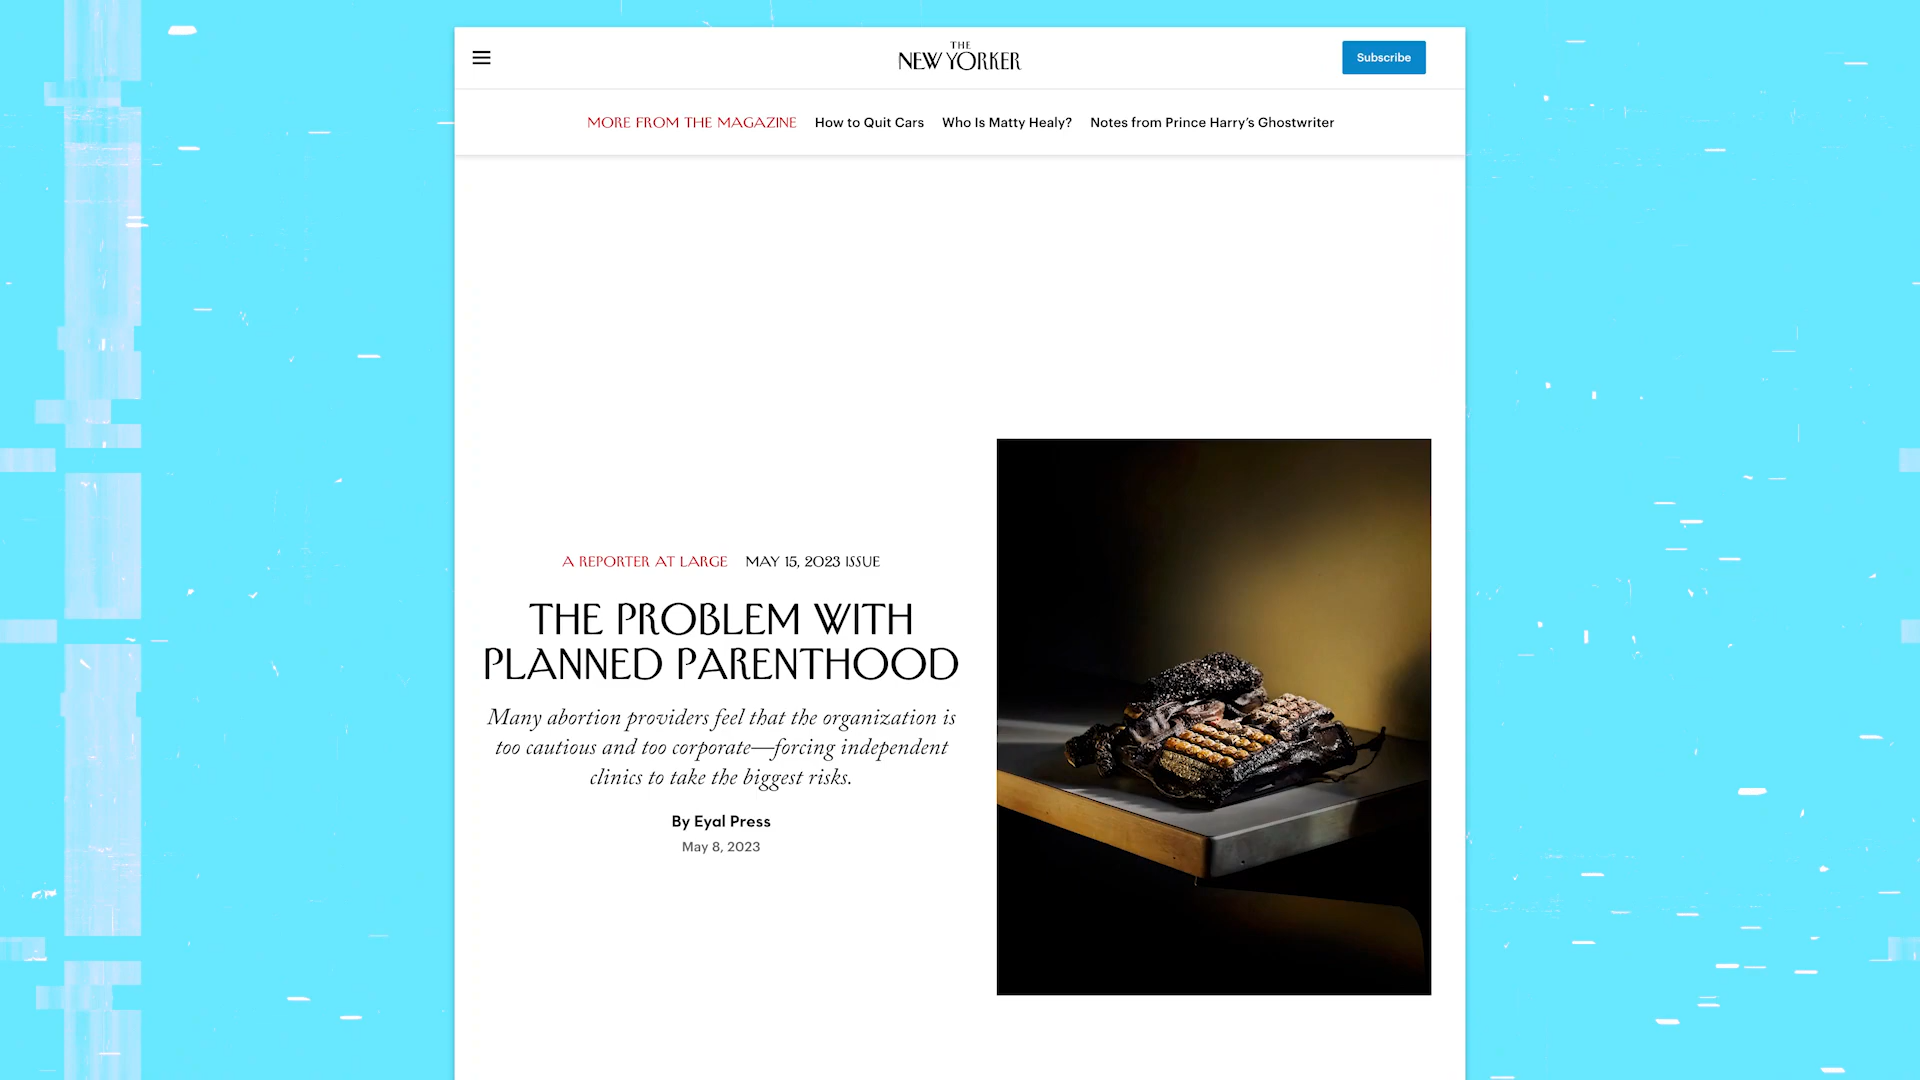 THE
NEW YORKER
Subscribe
MORE FROM THE MAGAZINE How to Quit Cars Who Is Matty Healy? Notes from Prince Harry’s Ghostwriter
A REPORTER AT LARGE MAY 15, 2023 ISSUE
THE PROBLEM WITH
PLANNED PARENTHOOD
Many abortion providers feel that the organization is
too cautious and too corporate—forcing independent
clinics to take the biggest risks.
By Eyal Press
May 8, 2023